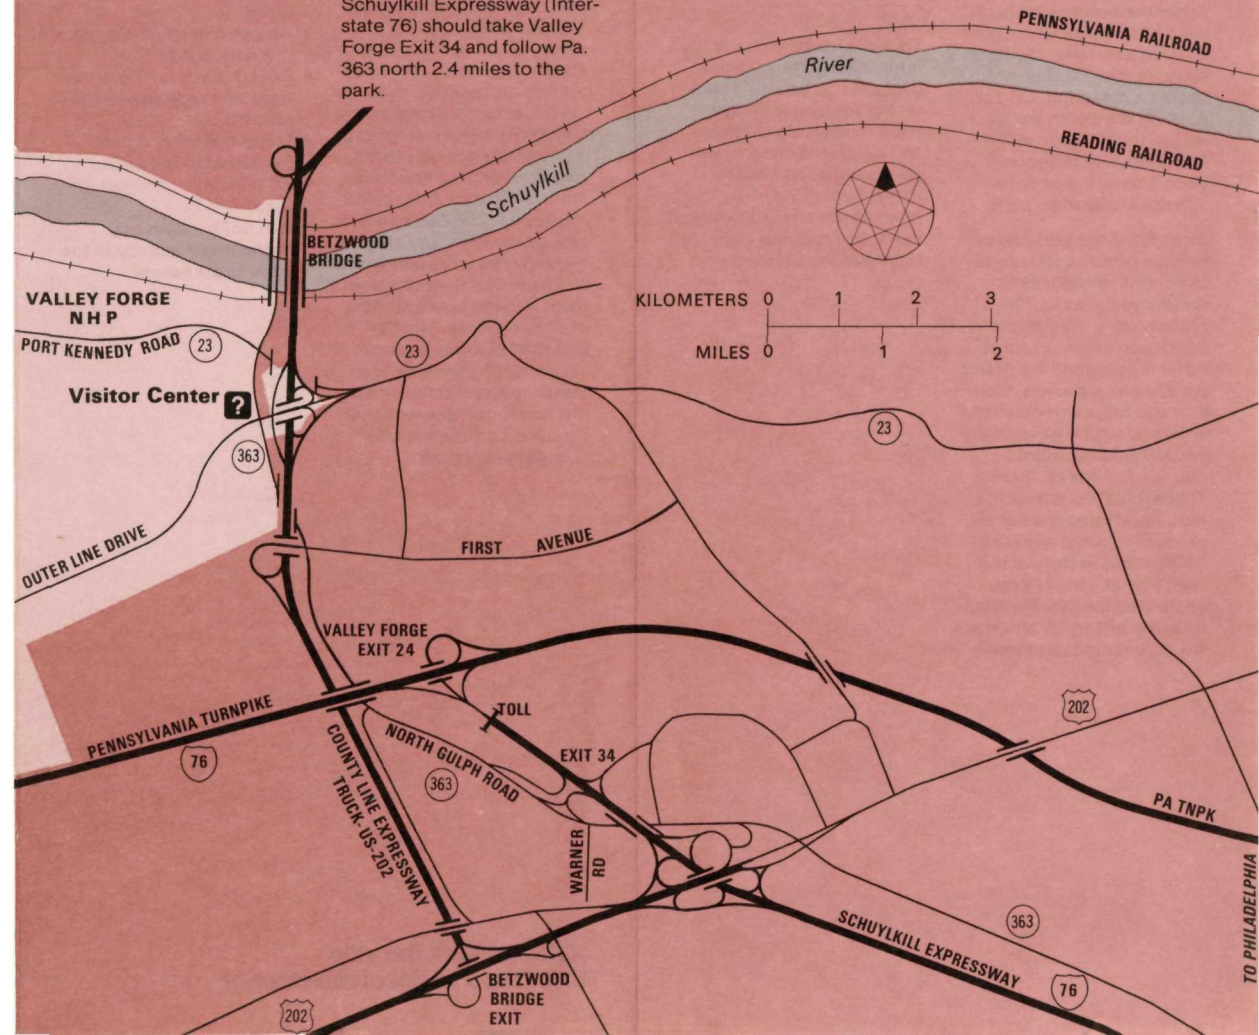 Schuylkill Expressway (Inter-
state 76) should take Valley
Forge Exit 34 and follow Pa.
363 north 2.4 miles to the
park.
PENNSYLVANIA RAILROAD
River
READING RAILROAD
Schuylkill
BETZWOOD
BRIDGE
VALLEY FORGE
NHP
PORT KENNEDY ROAD
23
KILOMETERS 0 1 2 3
MILES 0 1 2
23
Visitor Center ?
23
363
OUTER LINE DRIVE
FIRST AVENUE
VALLEY FORGE
EXIT 24
PENNSYLVANIA TURNPIKE
76
TOLL
202
NORTH GULPH ROAD
EXIT 34
363
COUNTY LINE EXPRESSWAY
TRUCK-US-202
PA TNPK
WARNER
RD
TO PHILADELPHIA
SCHUYLKILL EXPRESSWAY
363
76
BETZWOOD
BRIDGE
EXIT
202